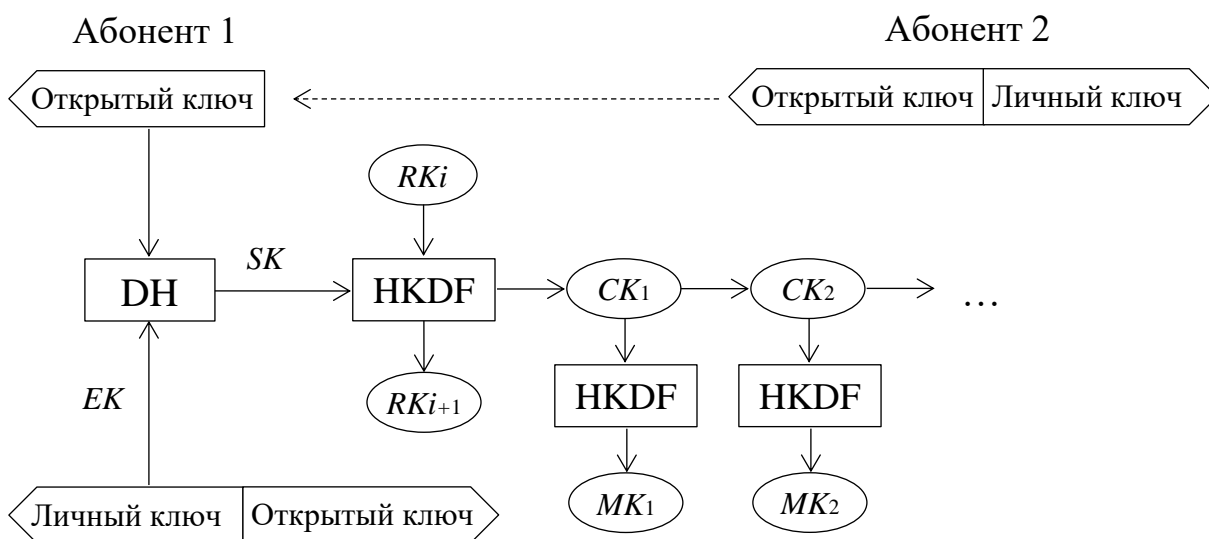 Абонент 1
Абонент 2
Открытый ключ
Открытый ключ
Личный ключ
RKi
SK
DH
HKDF
CK1
CK2
...
EK
RKi+1
HKDF
HKDF
Личный ключ
Открытый ключ
MK1
MK2